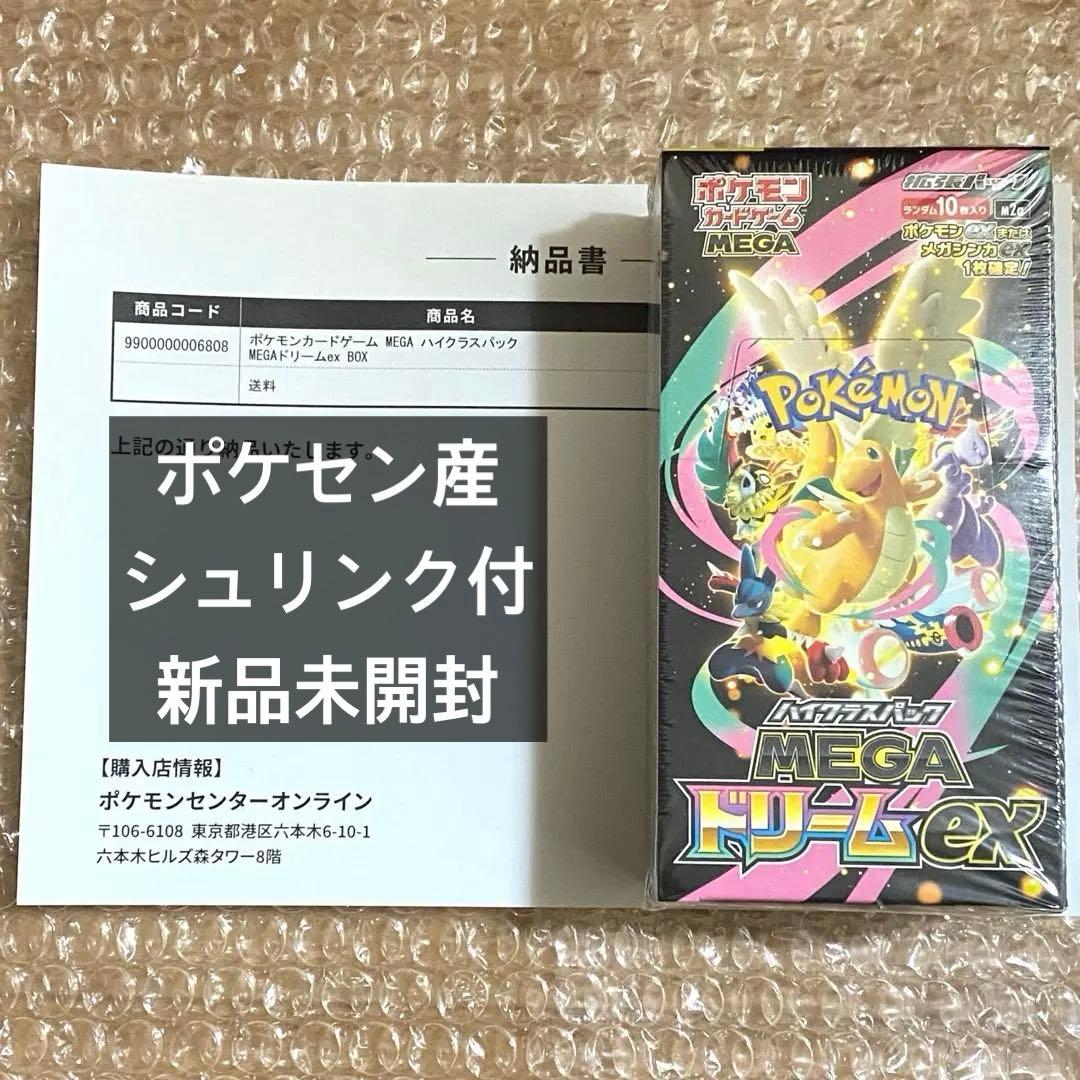 納品書
商品コード 商品名
9900000006808 ポケモンカードゲーム MEGA ハイクラスパック
MEGAドリームex BOX
送料
上記の通り納品いたします。
ポケセン産
シュリンク付
新品未開封
【購入店情報】
ポケモンセンターオンライン
〒106-6108 東京都港区六本木6-10-1
六本木ヒルズ森タワー8階
ポケモン
カードゲーム
MEGA
拡張パック
ランダム10枚入り M2a
ポケモンexまたは
メガシンカex
1枚確定!
POKéMON
ハイクラスパック
MEGA
ドリームex